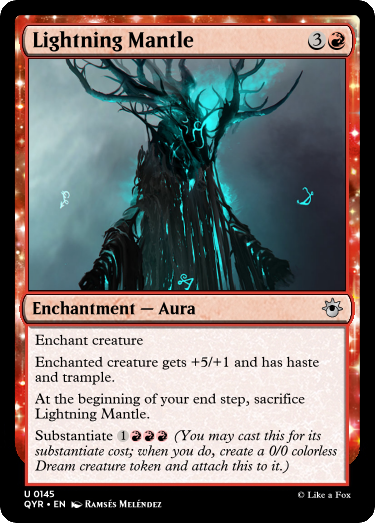 Lightning Mantle 3
Enchantment — Aura
Enchant creature
Enchanted creature gets +5/+1 and has haste
and trample.
At the beginning of your end step, sacrifice
Lightning Mantle.
Substantiate 1 (You may cast this for its
substantiate cost; when you do, create a 0/0 colorless
Dream creature token and attach this to it.)
U 0145
QYR • EN Ramsés Meléndez
© Like a Fox